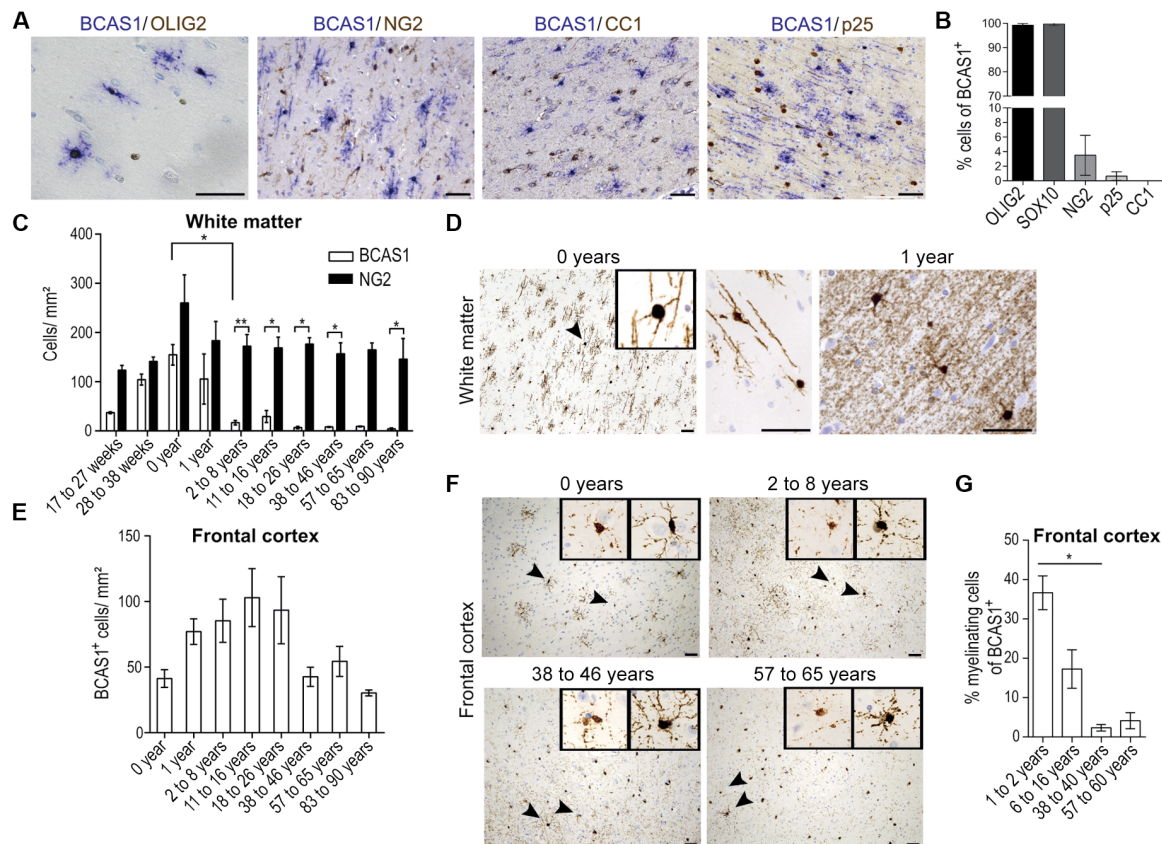 A
BCAS1/OLIG2
BCAS1/NG2
BCAS1/CC1
BCAS1/p25
B
% cells of BCAS1⁺
100
90
80
70
10
8
6
4
2
0
OLIG2
SOX10
NG2
p25
CC1
C
White matter
Cells/ mm²
400
300
200
100
0
*
BCAS1
NG2
**
*
*
*
*
17 to 27 weeks
28 to 38 weeks
0 year
1 year
2 to 8 years
11 to 16 years
18 to 26 years
38 to 46 years
57 to 65 years
83 to 90 years
D
0 years
1 year
White matter
E
Frontal cortex
BCAS1⁺ cells/ mm²
150
100
50
0
0 year
1 year
2 to 8 years
11 to 16 years
18 to 26 years
38 to 46 years
57 to 65 years
83 to 90 years
F
0 years
2 to 8 years
Frontal cortex
38 to 46 years
57 to 65 years
G
Frontal cortex
% myelinating cells
of BCAS1⁺
50
40
30
20
10
0
*
1 to 2 years
6 to 16 years
38 to 40 years
57 to 60 years